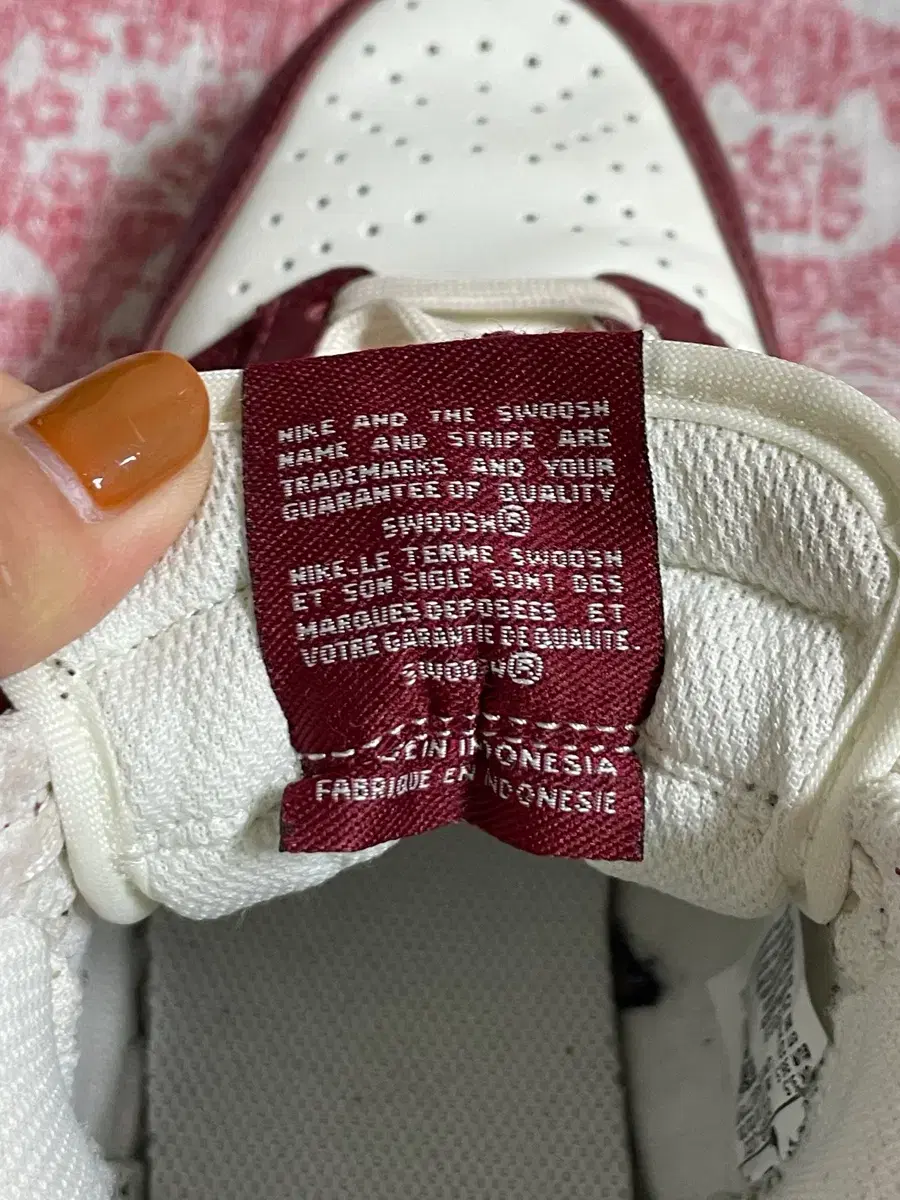 NIKE AND THE SWOOSH
NAME AND STRIPE ARE
TRADEMARKS AND YOUR
GUARANTEE OF QUALITY
SWOOSH®
NIKE-LE TERME SWOOSH
ET SON SIGLE SONT DES
MARQUES DEPOSEES ET
VOTRE GARANTIE DE QUALITE.
SWOOSH®
IN INDONESIA
FABRIQUE EN INDONESIE